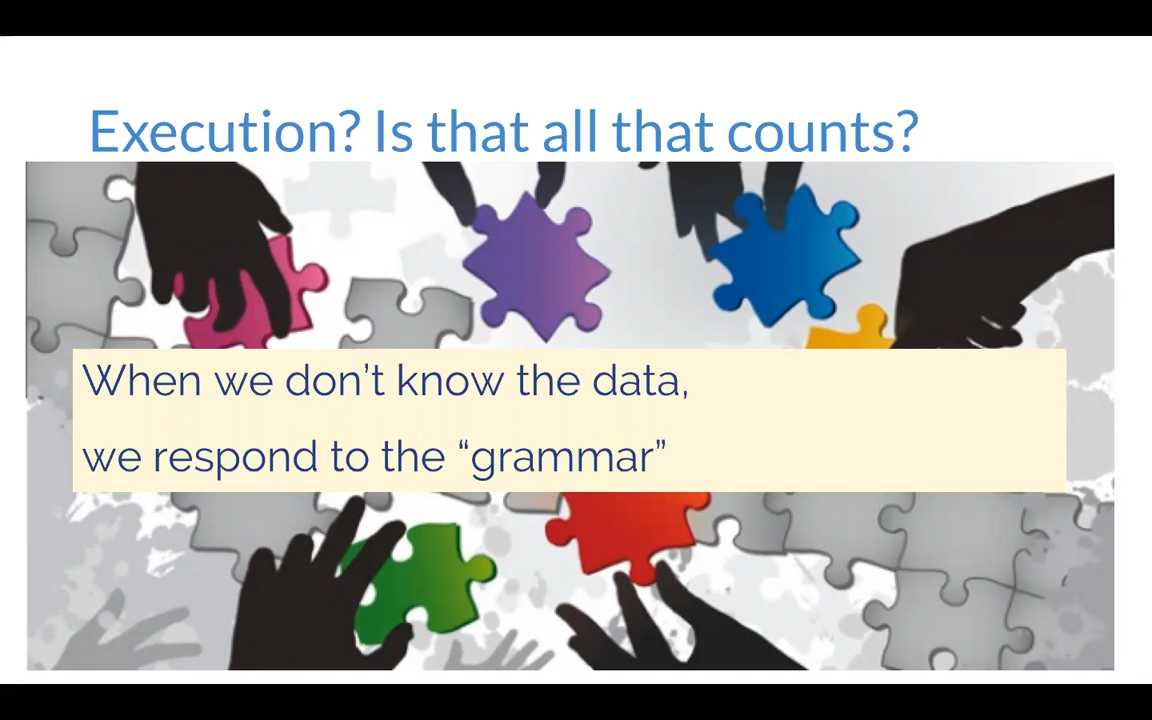 Execution? Is that all that counts?
When we don’t know the data,
we respond to the “grammar”